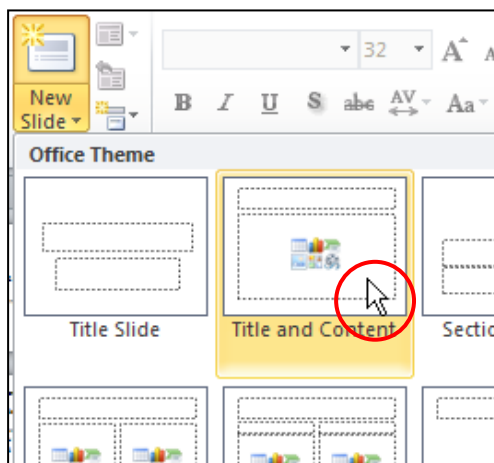 32 A A
New
Slide
B I U S abc AV Aa
Office Theme
Title Slide
Title and Content
Sectio